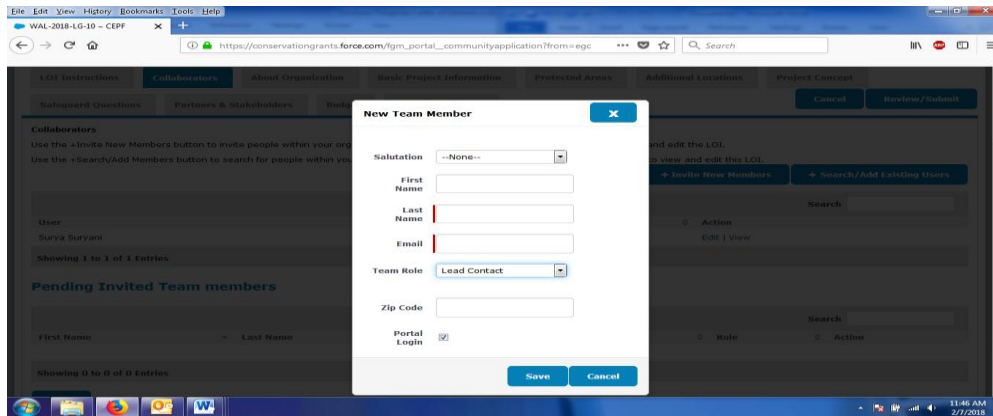 File Edit View History Bookmarks Tools Help
WAL-2018-LG-10 – CEPF
https://conservationgrants.force.com/fgm_portal__communityapplication?from=egc
Search
LOI Instructions Collaborators About Organization Basic Project Information Protected Areas Additional Locations Project Concept
Safeguard Questions Partners & Stakeholders Cancel Review/Submit
Collaborators
Use the +Invite New Members button to invite people within your and edit the LOI.
Use the +Search/Add Members button to search for people within to view and edit this LOI.
+ Invite New Members + Search/Add Existing Users
Search
User Action
Surya Suryani Edit | View
Showing 1 to 1 of 1 Entries
Pending Invited Team members
Search
First Name Last Name Role Action
Showing 0 to 0 of 0 Entries
New Team Member
Salutation --None--
First Name
Last Name
Email
Team Role Lead Contact
Zip Code
Portal Login
Save Cancel
11:46 AM
2/7/2018